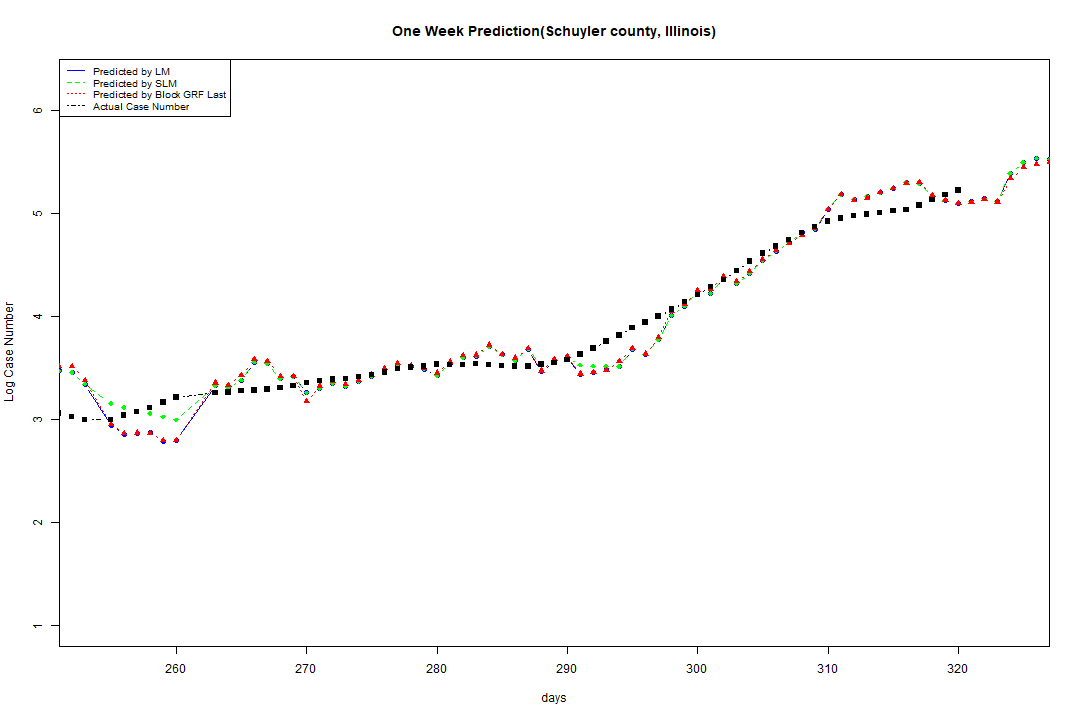 One Week Prediction(Schuyler county, Illinois)
Predicted by LM
Predicted by SLM
Predicted by Block GRF Last
Actual Case Number
6
5
4
3
2
1
Log Case Number
260 270 280 290 300 310 320
days